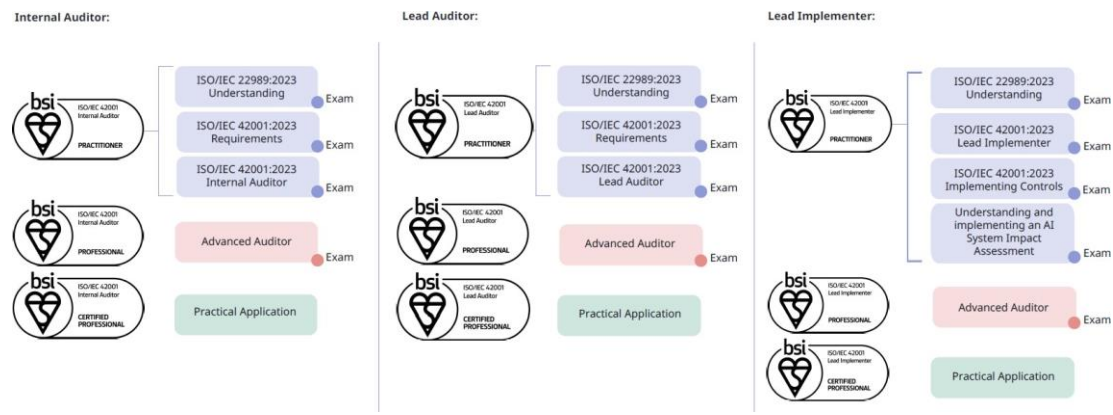 Internal Auditor:
bsi
ISO/IEC 42001
Internal Auditor
PRACTITIONER
ISO/IEC 22989:2023
Understanding
Exam
ISO/IEC 42001:2023
Requirements
Exam
ISO/IEC 42001:2023
Internal Auditor
Exam
bsi
ISO/IEC 42001
Internal Auditor
PROFESSIONAL
Advanced Auditor
Exam
bsi
ISO/IEC 42001
Internal Auditor
CERTIFIED
PROFESSIONAL
Practical Application
Lead Auditor:
bsi
ISO/IEC 42001
Lead Auditor
PRACTITIONER
ISO/IEC 22989:2023
Understanding
Exam
ISO/IEC 42001:2023
Requirements
Exam
ISO/IEC 42001:2023
Lead Auditor
Exam
bsi
ISO/IEC 42001
Lead Auditor
PROFESSIONAL
Advanced Auditor
Exam
bsi
ISO/IEC 42001
Lead Auditor
CERTIFIED
PROFESSIONAL
Practical Application
Lead Implementer:
bsi
ISO/IEC 42001
Lead Implementer
PRACTITIONER
ISO/IEC 22989:2023
Understanding
Exam
ISO/IEC 42001:2023
Lead Implementer
Exam
ISO/IEC 42001:2023
Implementing Controls
Exam
Understanding and
implementing an AI
System Impact
Assessment
Exam
bsi
ISO/IEC 42001
Lead Implementer
PROFESSIONAL
Advanced Auditor
Exam
bsi
ISO/IEC 42001
Lead Implementer
CERTIFIED
PROFESSIONAL
Practical Application